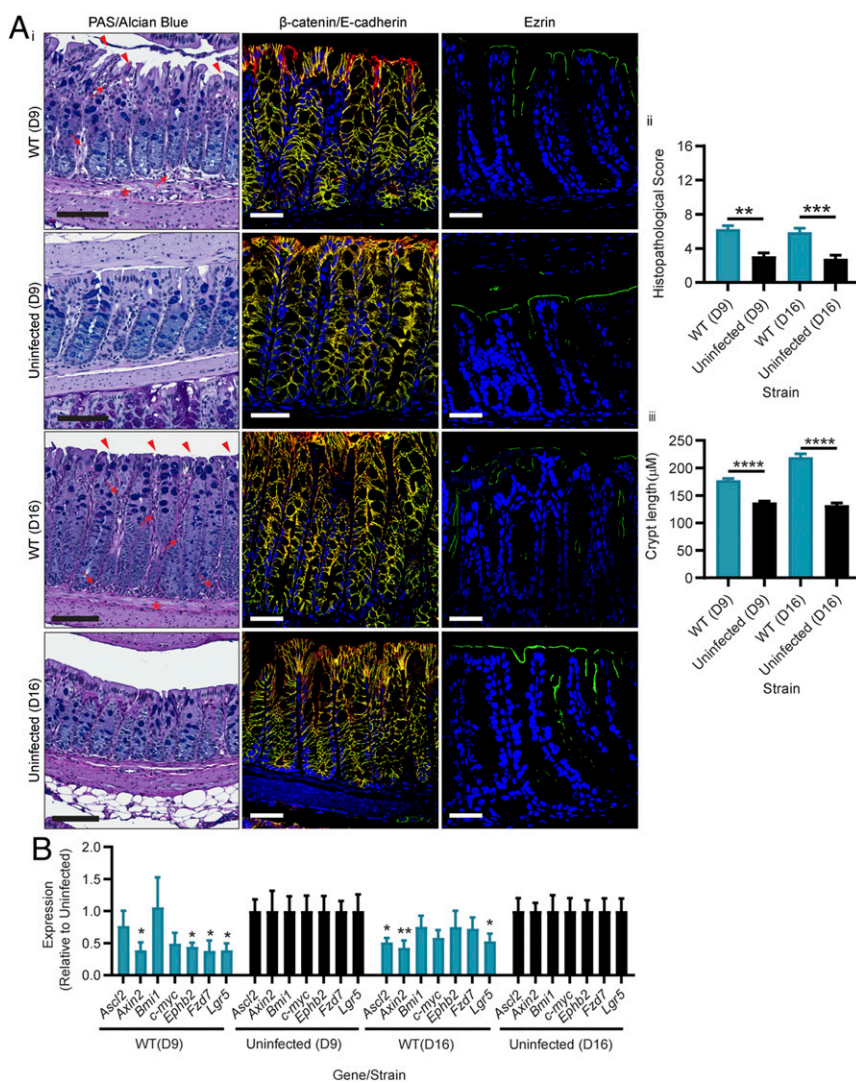 A
i
PAS/Alcian Blue
β-catenin/E-cadherin
Ezrin
WT (D9)
Uninfected (D9)
WT (D16)
Uninfected (D16)
ii
Histopathological Score
16
12
8
4
0
**
***
WT (D9)
Uninfected (D9)
WT (D16)
Uninfected (D16)
Strain
iii
Crypt length (μM)
250
200
150
100
50
0
****
****
WT (D9)
Uninfected (D9)
WT (D16)
Uninfected (D16)
Strain
B
Expression
(Relative to Uninfected)
2.0
1.5
1.0
0.5
0.0
* * * * * ** *
Ascl2 Axin2 Bmi1 c-myc Ephb2 Fzd7 Lgr5 Ascl2 Axin2 Bmi1 c-myc Ephb2 Fzd7 Lgr5 Ascl2 Axin2 Bmi1 c-myc Ephb2 Fzd7 Lgr5 Ascl2 Axin2 Bmi1 c-myc Ephb2 Fzd7 Lgr5
WT(D9) Uninfected (D9) WT(D16) Uninfected (D16)
Gene/Strain